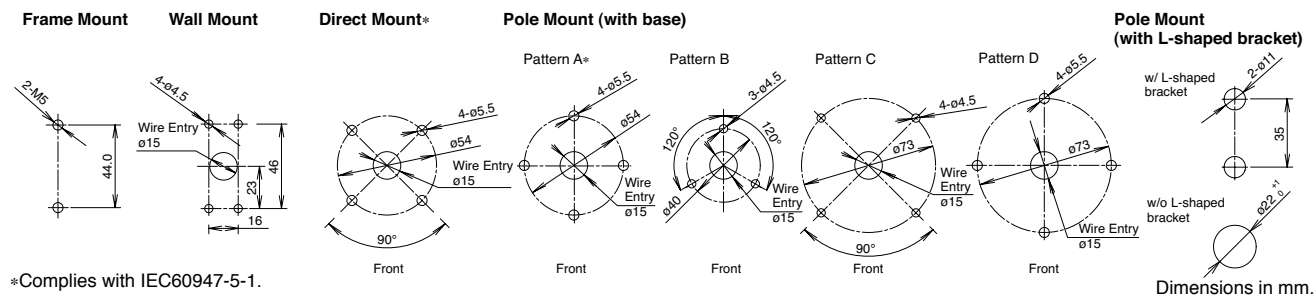 Frame Mount
2-M5
44.0
Wall Mount
4-ø4.5
Wire Entry
ø15
23
46
16
Direct Mount*
4-ø5.5
ø54
Wire Entry
ø15
90°
Front
Pole Mount (with base)
Pattern A*
4-ø5.5
ø54
Wire
Entry
ø15
Front
Pattern B
3-ø4.5
120°
120°
ø40
Wire
Entry
ø15
Front
Pattern C
4-ø4.5
ø73
Wire
Entry
ø15
90°
Front
Pattern D
4-ø5.5
ø73
Wire Entry
ø15
Front
Pole Mount
(with L-shaped bracket)
w/ L-shaped
bracket
2-ø11
35
w/o L-shaped
bracket
ø22 +1 0
*Complies with IEC60947-5-1.
Dimensions in mm.